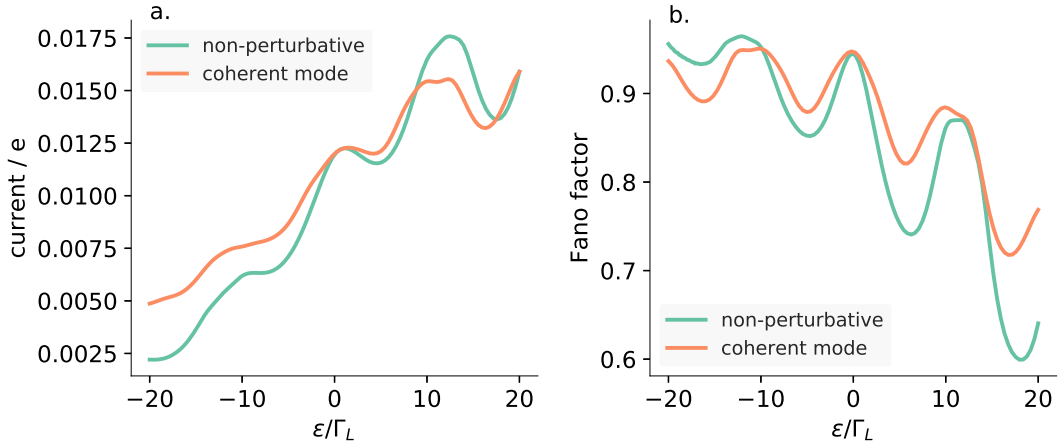 a.
0.0175
0.0150
0.0125
0.0100
0.0075
0.0050
0.0025
current / e
non-perturbative
coherent mode
−20
−10
0
10
20
ε/Γ_L
b.
0.9
0.8
0.7
0.6
Fano factor
non-perturbative
coherent mode
−20
−10
0
10
20
ε/Γ_L